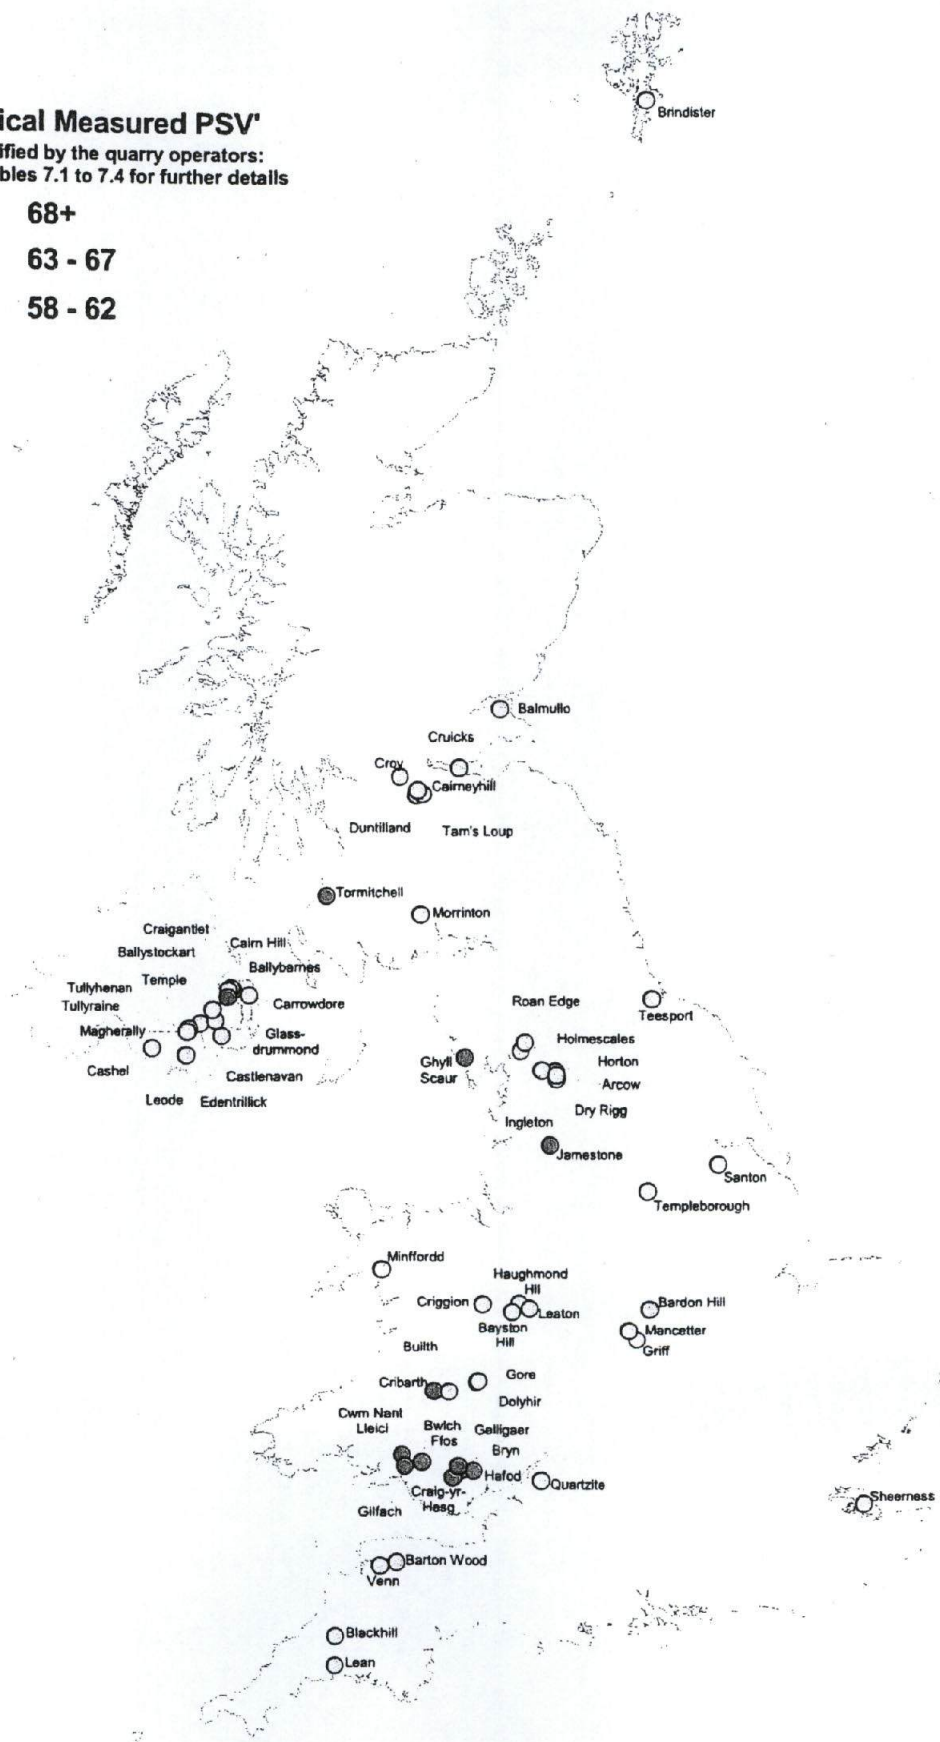 ical Measured PSV'
ified by the quarry operators:
bles 7.1 to 7.4 for further details
68+
63 - 67
58 - 62
Brindister
Balmullo
Cruicks
Croy
Cairneyhill
Duntilland
Tam's Loup
Tormitchell
Morrinton
Craigantlet
Ballystockart
Cairn Hill
Temple
Ballybarnes
Tullyhenan
Tullyraine
Carrowdore
Magherally
Glass-
drummond
Cashel
Castlenavan
Leode
Edentrillick
Roan Edge
Teesport
Holmescales
Ghyll
Scaur
Horton
Arcow
Dry Rigg
Ingleton
Jamestone
Santon
Templeborough
Minffordd
Haughmond
Hill
Criggion
Leaton
Bayston
Hill
Bardon Hill
Mancetter
Griff
Builth
Cribarth
Gore
Dolyhir
Cwm Nant
Lleici
Bwlch
Ffos
Gelligaer
Bryn
Hafod
Craig-yr-
Hesg
Gilfach
Quartzite
Sheerness
Barton Wood
Venn
Blackhill
Lean